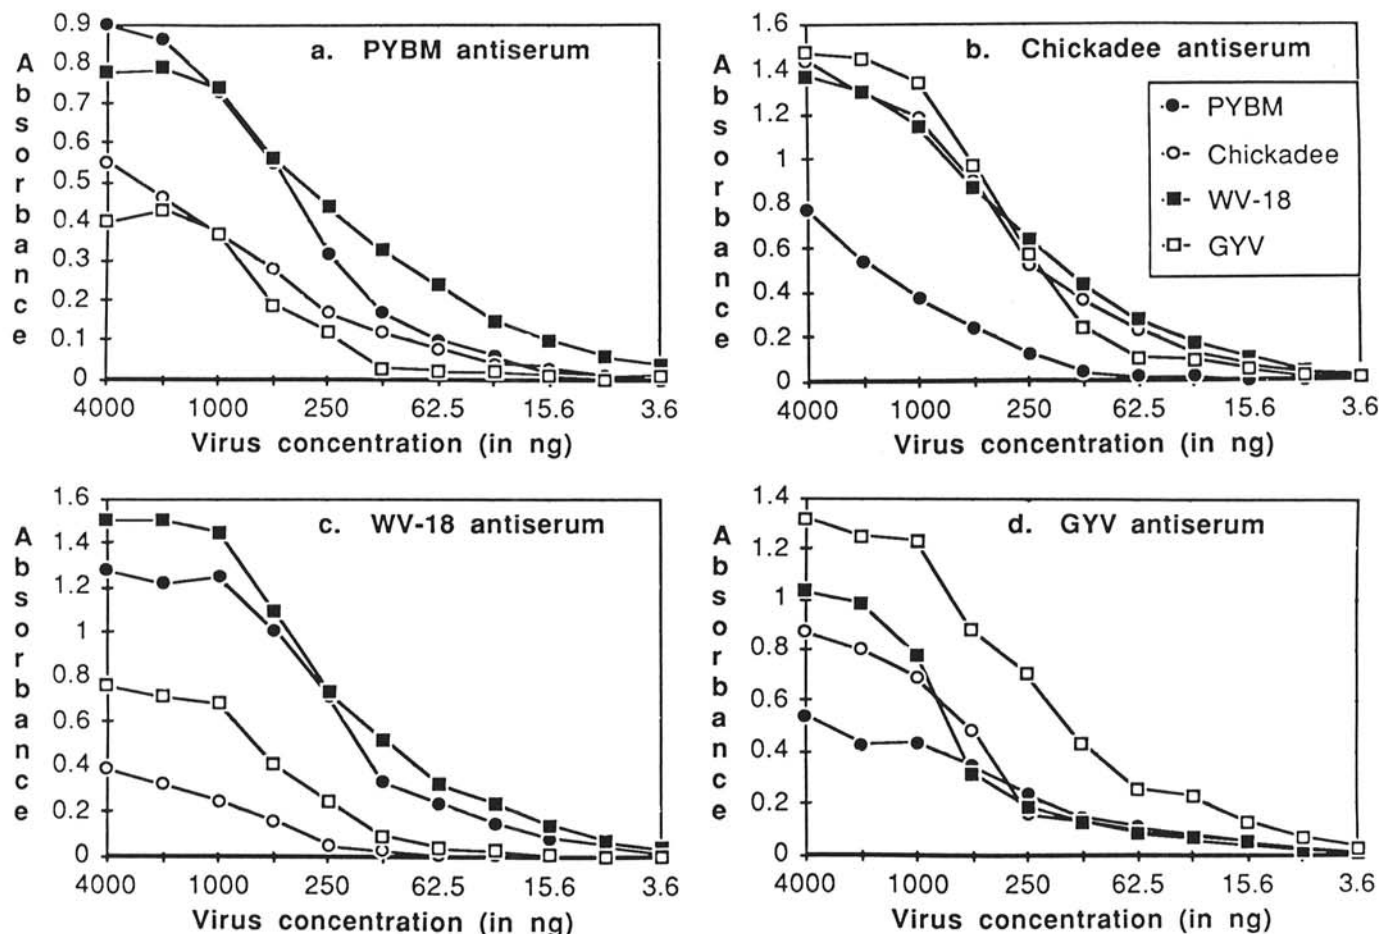 a. PYBM antiserum
Absorbance
0.9
0.8
0.7
0.6
0.5
0.4
0.3
0.2
0.1
0
4000 1000 250 62.5 15.6 3.6
Virus concentration (in ng)
b. Chickadee antiserum
Absorbance
1.6
1.4
1.2
1
0.8
0.6
0.4
0.2
0
PYBM
Chickadee
WV-18
GYV
4000 1000 250 62.5 15.6 3.6
Virus concentration (in ng)
c. WV-18 antiserum
Absorbance
1.6
1.4
1.2
1
0.8
0.6
0.4
0.2
0
4000 1000 250 62.5 15.6 3.6
Virus concentration (in ng)
d. GYV antiserum
Absorbance
1.4
1.2
1
0.8
0.6
0.4
0.2
0
4000 1000 250 62.5 15.6 3.6
Virus concentration (in ng)